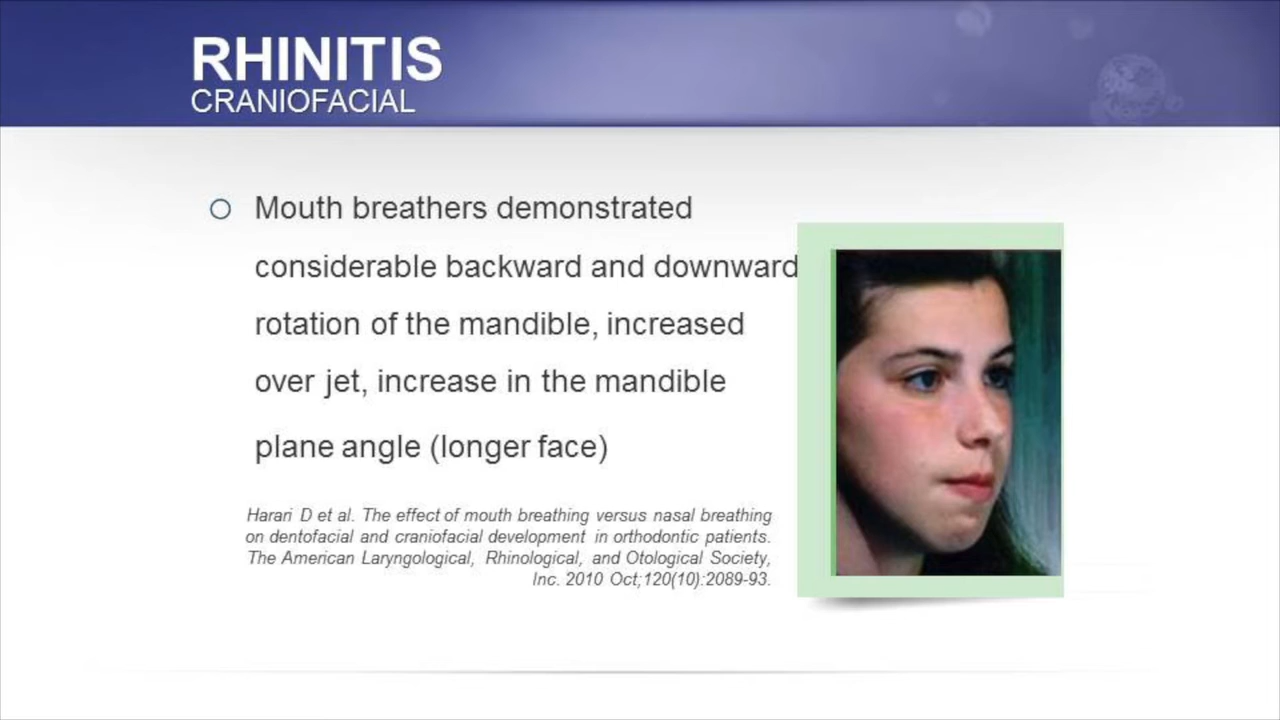 RHINITIS
CRANIOFACIAL
Mouth breathers demonstrated
considerable backward and downward
rotation of the mandible, increased
over jet, increase in the mandible
plane angle (longer face)
Harari D et al. The effect of mouth breathing versus nasal breathing
on dentofacial and craniofacial development in orthodontic patients.
The American Laryngological, Rhinological, and Otological Society,
Inc. 2010 Oct;120(10):2089-93.